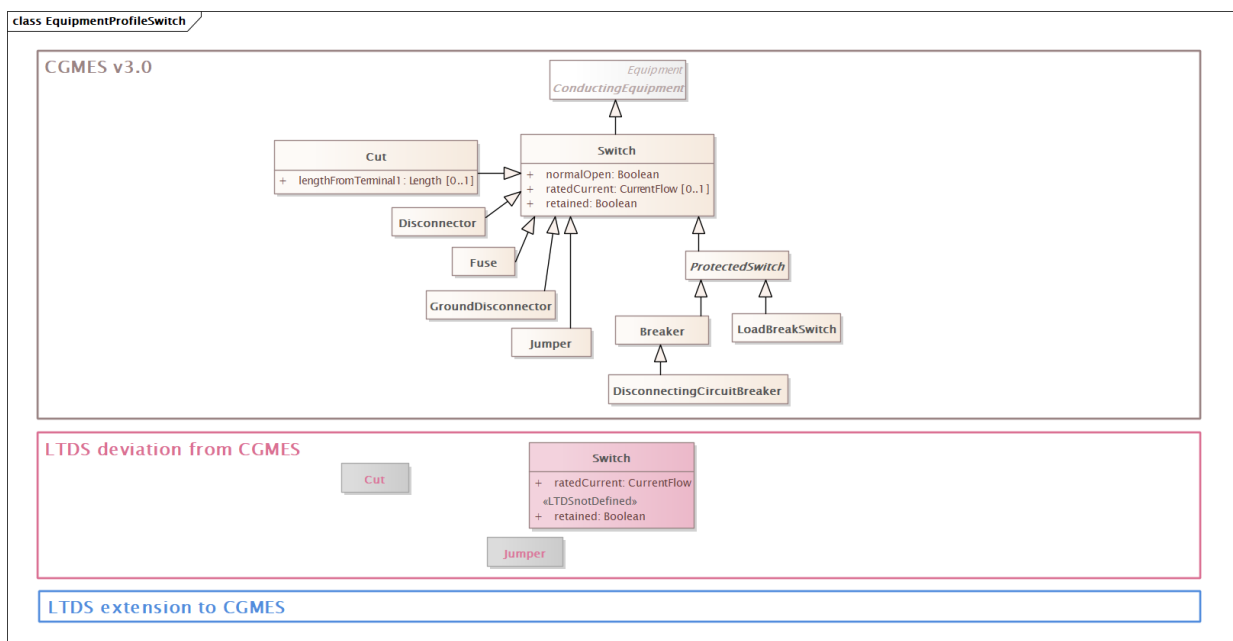 class EquipmentProfileSwitch
CGMES v3.0
Equipment
ConductingEquipment
Switch
+ normalOpen: Boolean
+ ratedCurrent: CurrentFlow [0..1]
+ retained: Boolean
Cut
+ lengthFromTerminal1: Length [0..1]
Disconnector
Fuse
GroundDisconnector
Jumper
ProtectedSwitch
Breaker
LoadBreakSwitch
DisconnectingCircuitBreaker
LTDS deviation from CGMES
Cut
Switch
+ ratedCurrent: CurrentFlow
«LTDSnotDefined»
+ retained: Boolean
Jumper
LTDS extension to CGMES